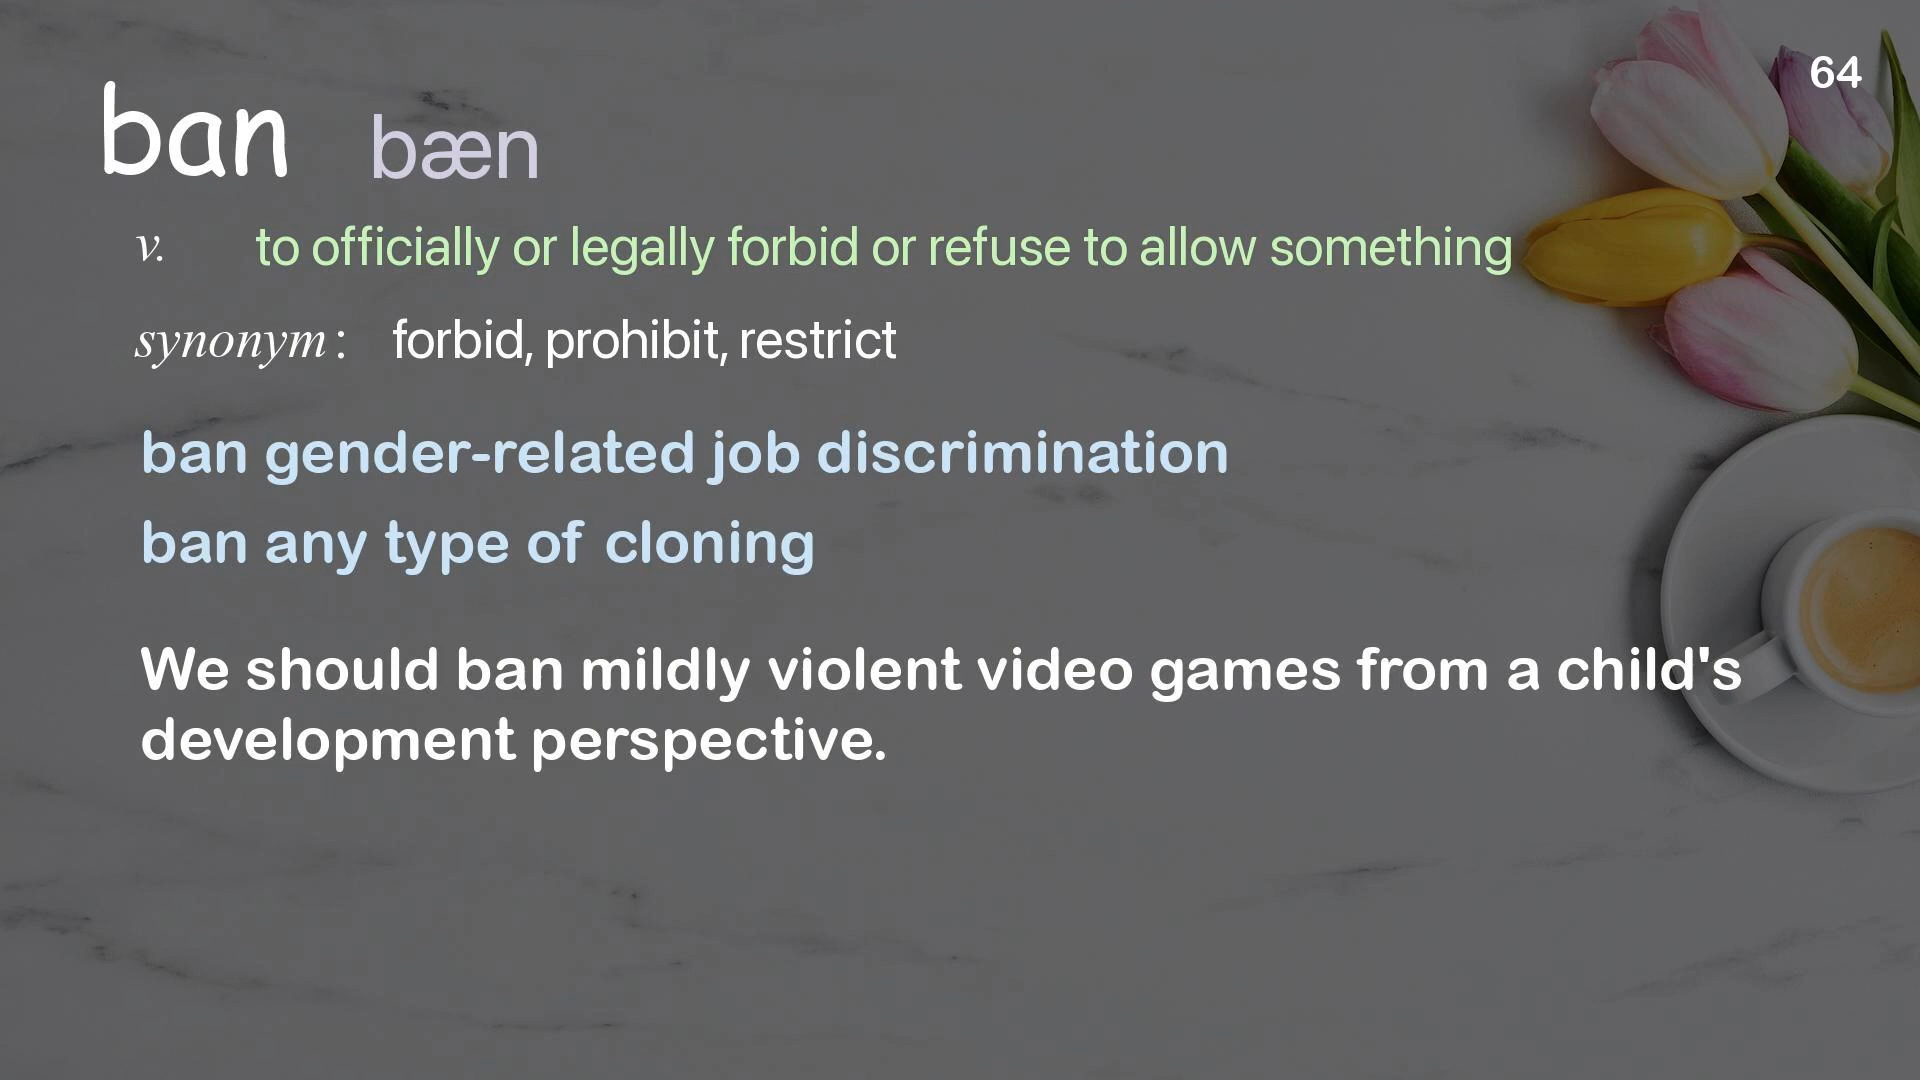 64
ban bæn
v. to officially or legally forbid or refuse to allow something
synonym: forbid, prohibit, restrict
ban gender-related job discrimination
ban any type of cloning
We should ban mildly violent video games from a child's
development perspective.